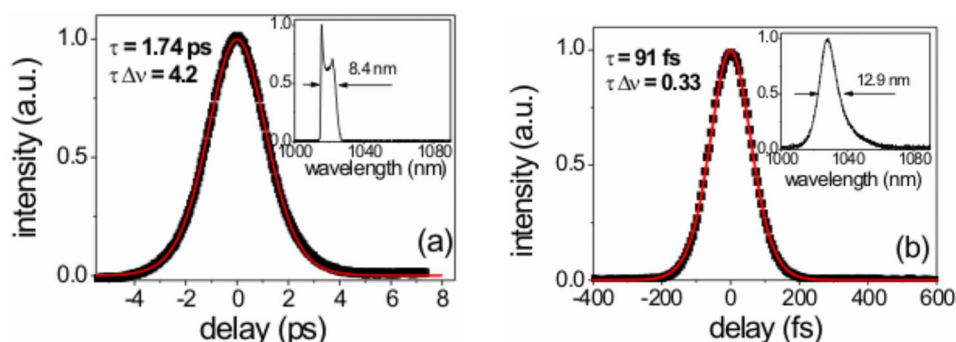 1.0
0.5
0.0
intensity (a.u.)
τ = 1.74 ps
τ Δν = 4.2
1.0
0.5
0.0
8.4 nm
1000 1040 1080
wavelength (nm)
(a)
-4 -2 0 2 4 6 8
delay (ps)
1.0
0.5
0.0
intensity (a.u.)
τ = 91 fs
τ Δν = 0.33
1.0
0.5
0.0
12.9 nm
1000 1040 1080
wavelength (nm)
(b)
-400 -200 0 200 400 600
delay (fs)